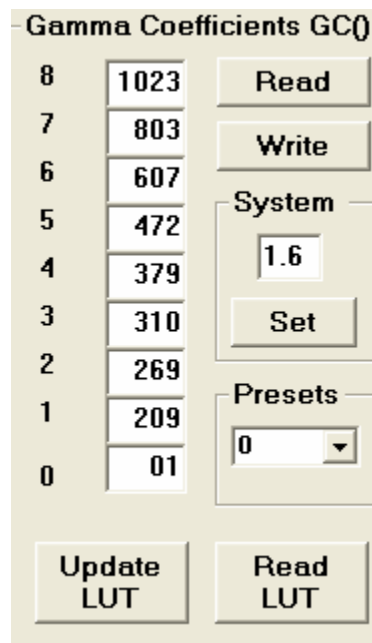 Gamma Coefficients GC()
8 1023 Read
7 803 Write
6 607
System
5 472 1.6
4 379
3 310 Set
2 269
Presets
1 209
0
0 01
Update LUT
Read LUT